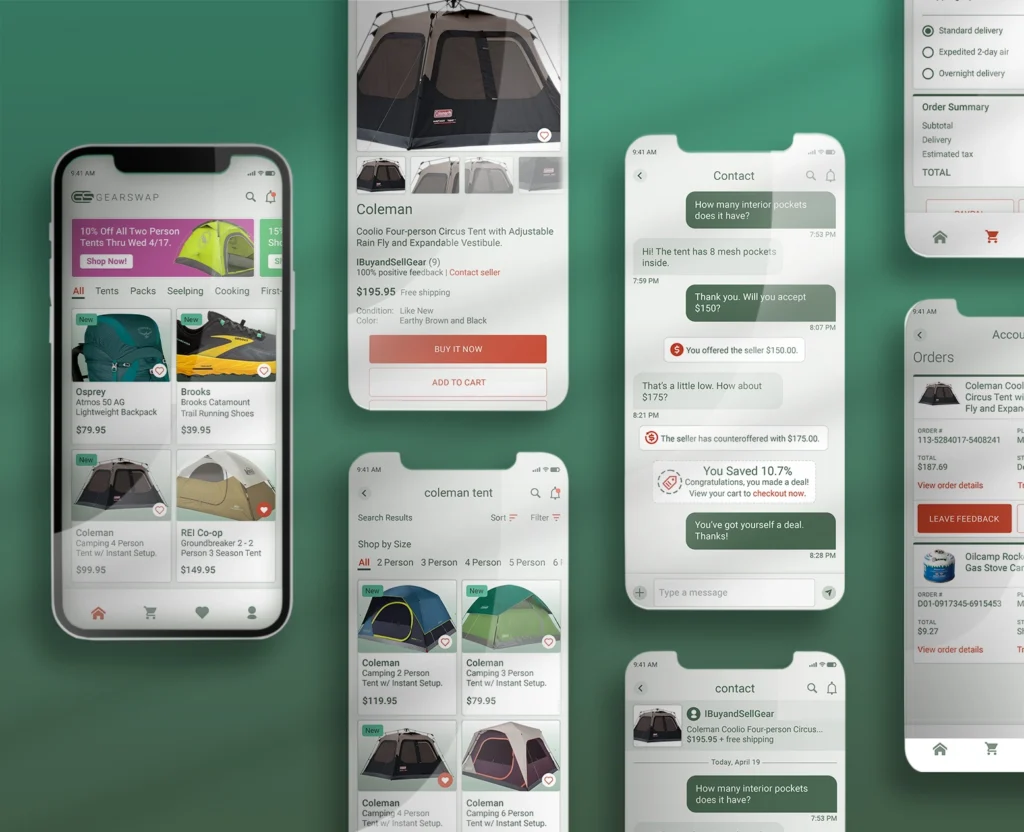 9:41 AM
GEARSWAP
10% Off All Two Person
Tents Thru Wed 4/17.
Shop Now!
15%
All Tents Packs Seelping Cooking First-
New
New
Osprey
Atmos 50 AG
Lightweight Backpack
$79.95
Brooks
Brooks Catamount
Trail Running Shoes
$39.95
New
Coleman
Camping 4 Person
Tent w/ Instant Setup.
$99.95
REI Co-op
Groundbreaker 2 - 2
Person 3 Season Tent
$149.95
Coleman
Coleman
Coolio Four-person Circus Tent with Adjustable
Rain Fly and Expandable Vestibule.
IBuyandSellGear (9)
100% positive feedback | Contact seller
$195.95 Free shipping
Condition: Like New
Color: Earthy Brown and Black
BUY IT NOW
ADD TO CART
9:41 AM
coleman tent
Search Results
Sort
Filter
Shop by Size
All 2 Person 3 Person 4 Person 5 Person 6
New
New
Coleman
Camping 2 Person
Tent w/ Instant Setup.
$119.95
Coleman
Camping 3 Person
Tent w/ Instant Setup.
$79.95
New
Coleman
Camping 4 Person
Tent w/ Instant Setup.
Coleman
Camping 6 Person
Tent w/ Instant Setup.
9:41 AM
Contact
How many interior pockets
does it have?
7:53 PM
Hi! The tent has 8 mesh pockets
inside.
7:59 PM
Thank you. Will you accept
$150?
8:07 PM
You offered the seller $150.00.
That's a little low. How about
$175?
8:21 PM
The seller has counteroffered with $175.00.
You Saved 10.7%
Congratulations, you made a deal!
View your cart to checkout now.
You've got yourself a deal.
Thanks!
8:28 PM
Type a message
9:41 AM
contact
IBuyandSellGear
Coleman Coolio Four-person Circus...
$195.95 + free shipping
Today, April 19
How many interior pockets
does it have?
7:53 PM
Standard delivery
Expedited 2-day air
Overnight delivery
Order Summary
Subtotal
Delivery
Estimated tax
TOTAL
9:41 AM
Accou
Orders
Coleman Cooli
Circus Tent wi
Fly and Expan
ORDER #
113-5284017-5408241
TOTAL
$187.69
View order details
LEAVE FEEDBACK
Oilcamp Rock
Gas Stove Can
ORDER #
D01-0917345-6915453
TOTAL
$9.27
View order details